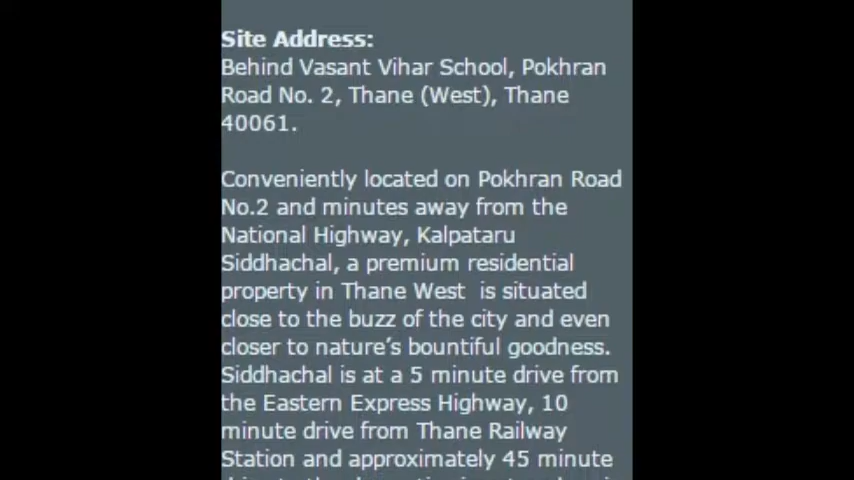 Site Address:
Behind Vasant Vihar School, Pokhran
Road No. 2, Thane (West), Thane
40061.
Conveniently located on Pokhran Road
No.2 and minutes away from the
National Highway, Kalpataru
Siddhachal, a premium residential
property in Thane West is situated
close to the buzz of the city and even
closer to nature's bountiful goodness.
Siddhachal is at a 5 minute drive from
the Eastern Express Highway, 10
minute drive from Thane Railway
Station and approximately 45 minute